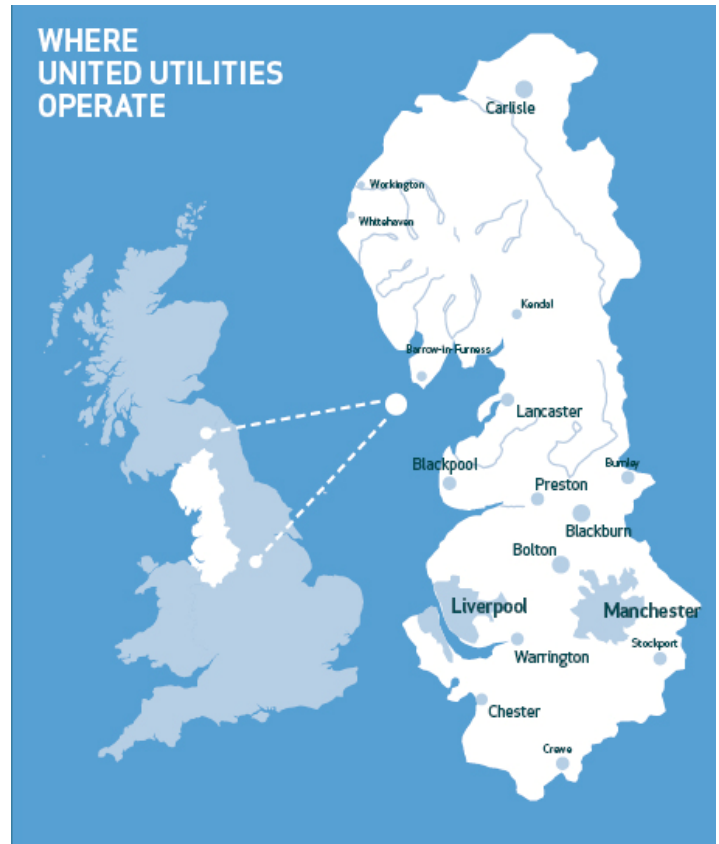 WHERE
UNITED UTILITIES
OPERATE
Carlisle
Workington
Whitehaven
Kendal
Barrow-in-Furness
Lancaster
Blackpool
Burnley
Preston
Blackburn
Bolton
Liverpool
Manchester
Stockport
Warrington
Chester
Crewe